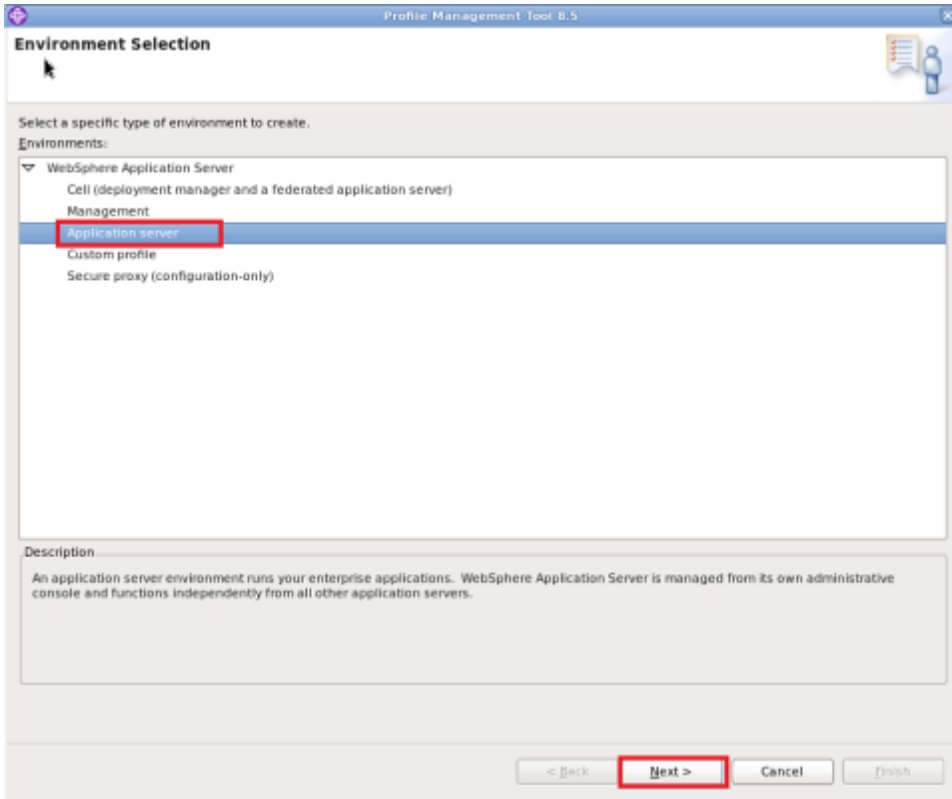 Profile Management Tool 8.5
Environment Selection
Select a specific type of environment to create.
Environments:
WebSphere Application Server
Cell (deployment manager and a federated application server)
Management
Application server
Custom profile
Secure proxy (configuration-only)
Description
An application server environment runs your enterprise applications.  WebSphere Application Server is managed from its own administrative
console and functions independently from all other application servers.
< Back
Next >
Cancel
Finish